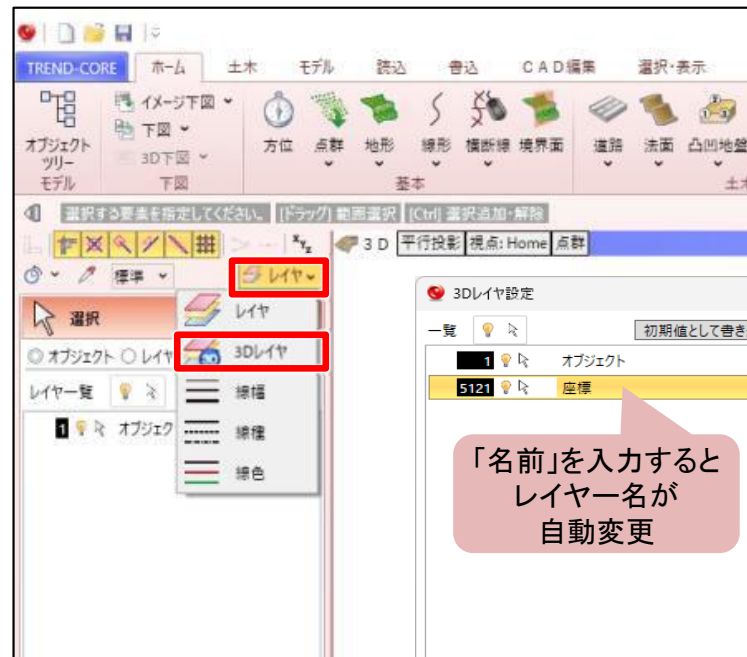 TREND-CORE ホーム 土木 モデル 読込 書込 CAD編集 選択・表示
オブジェクト
ツリー
イメージ下図
下図
3D下図
方位 点群 地形 線形 横断線 境界面 道路 法面 凸凹地盤
モデル 下図 基本
選択する要素を指定してください。 [ドラッグ] 範囲選択 [Ctrl] 選択追加・解除
3D 平行投影 視点: Home 点群
標準 レイヤ
選択
オブジェクト レイヤ
レイヤー覧
1 オブジェク
レイヤ
3Dレイヤ
線幅
線種
線色
3Dレイヤ設定
一覧 初期値として書き
1 オブジェクト
5121 座標
「名前」を入力すると
レイヤー名が
自動変更